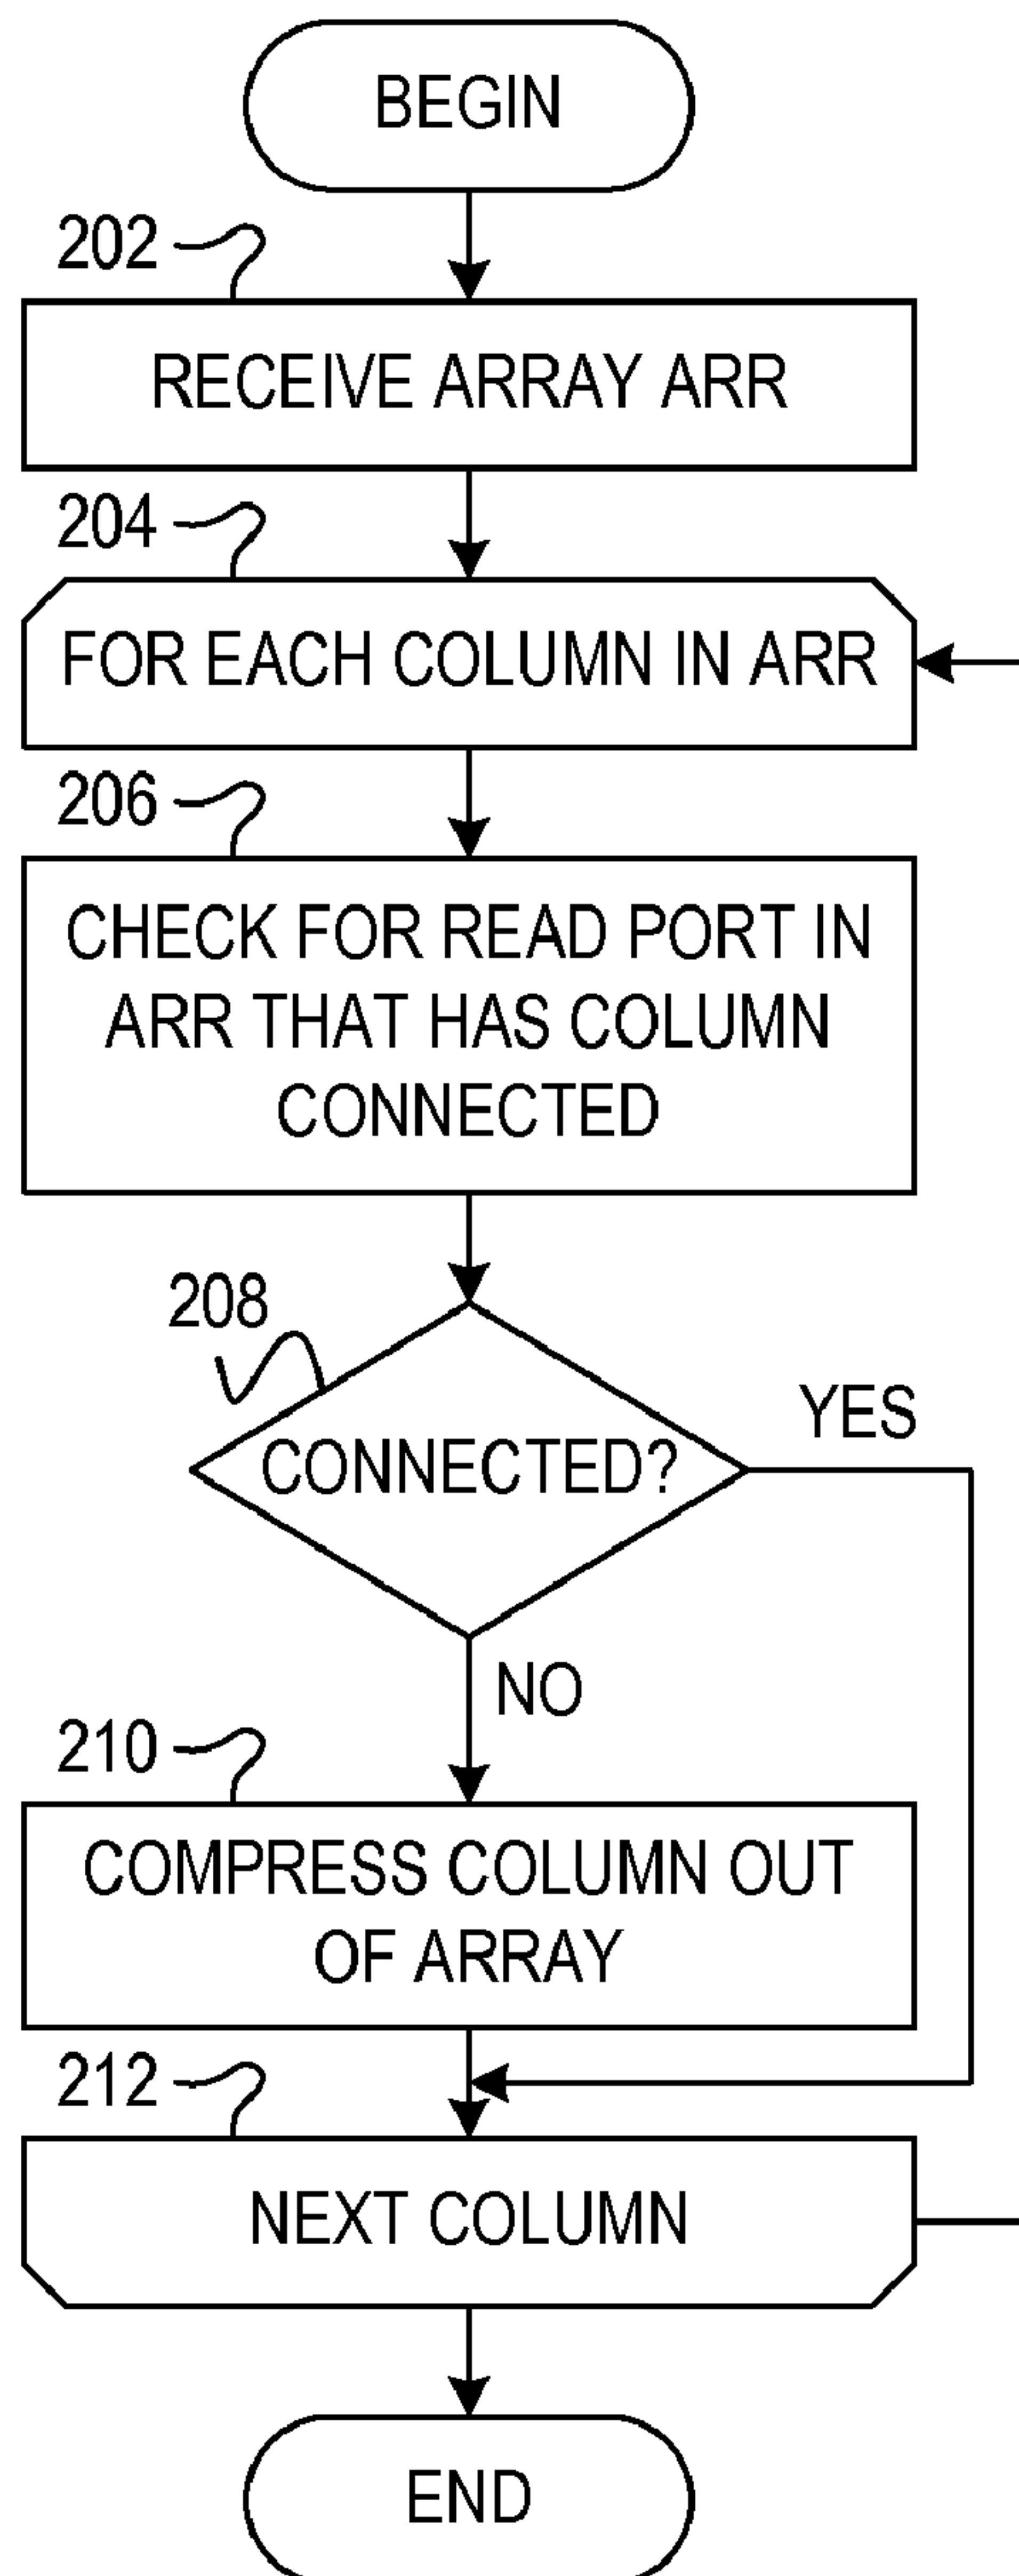 BEGIN
202
RECEIVE ARRAY ARR
204
FOR EACH COLUMN IN ARR
206
CHECK FOR READ PORT IN
ARR THAT HAS COLUMN
CONNECTED
208
CONNECTED?
YES
NO
210
COMPRESS COLUMN OUT
OF ARRAY
212
NEXT COLUMN
END